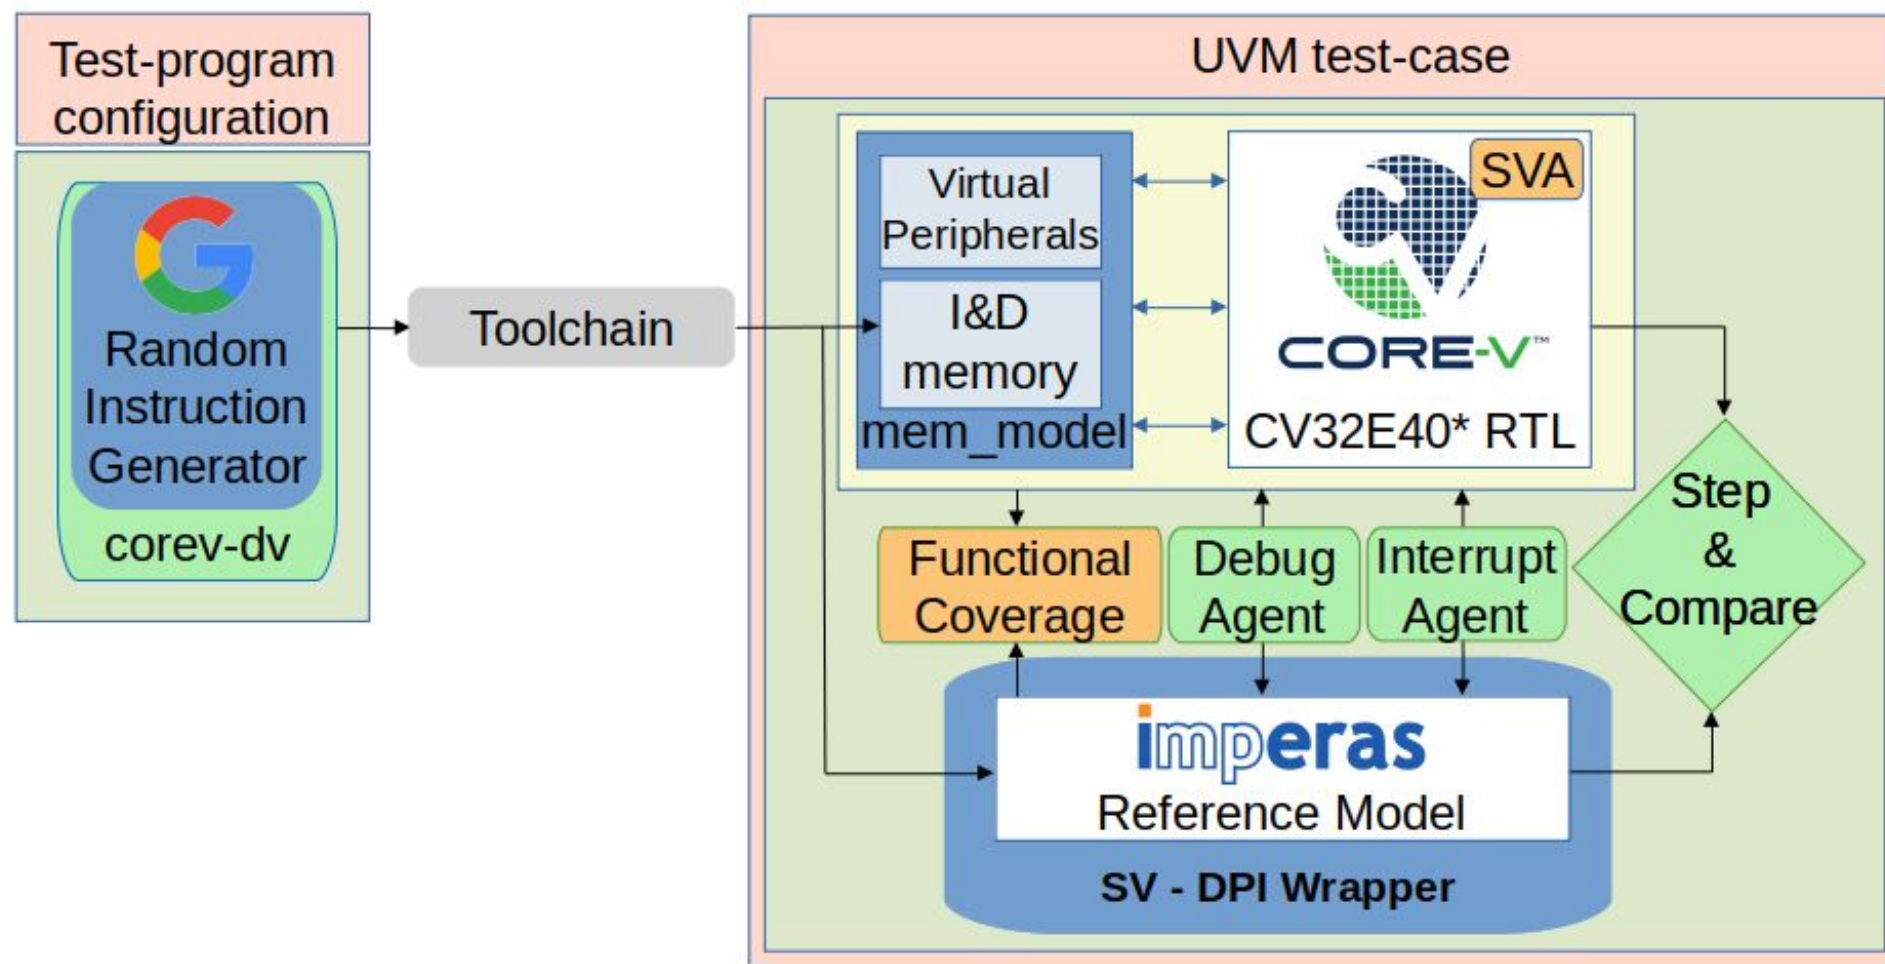 Test-program
configuration
Random
Instruction
Generator
corev-dv
Toolchain
UVM test-case
Virtual
Peripherals
I&D
memory
mem_model
SVA
CORE-V™
CV32E40* RTL
Functional
Coverage
Debug
Agent
Interrupt
Agent
Step
&
Compare
imperas
Reference Model
SV - DPI Wrapper